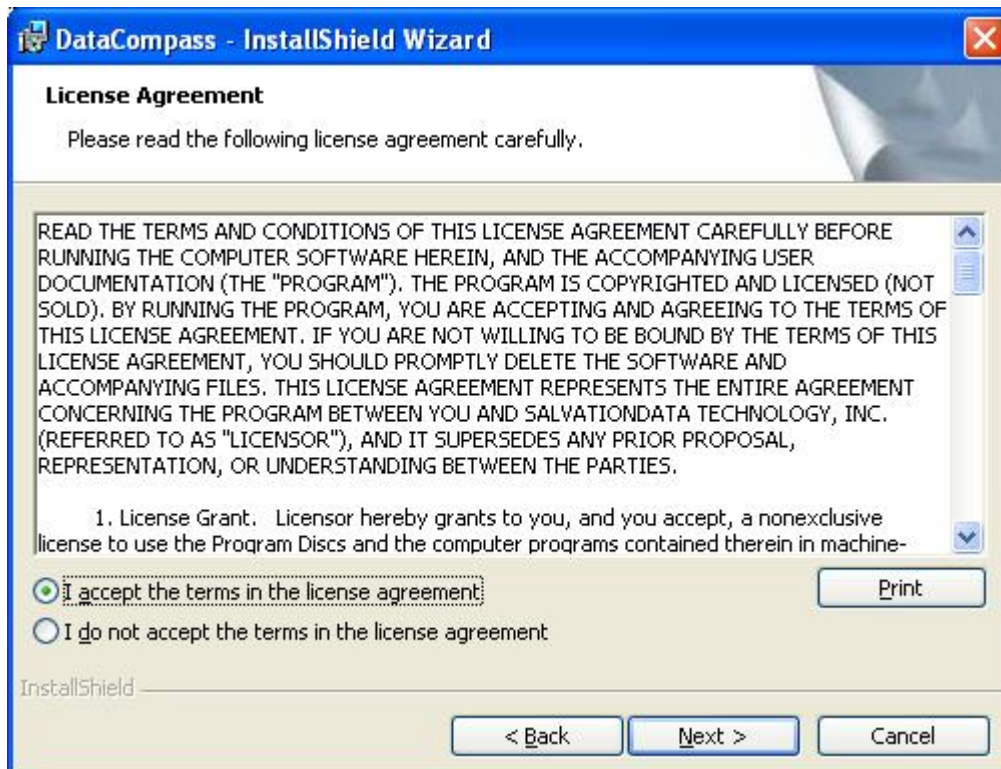 DataCompass - InstallShield Wizard
License Agreement
Please read the following license agreement carefully.
READ THE TERMS AND CONDITIONS OF THIS LICENSE AGREEMENT CAREFULLY BEFORE
RUNNING THE COMPUTER SOFTWARE HEREIN, AND THE ACCOMPANYING USER
DOCUMENTATION (THE "PROGRAM"). THE PROGRAM IS COPYRIGHTED AND LICENSED (NOT
SOLD). BY RUNNING THE PROGRAM, YOU ARE ACCEPTING AND AGREEING TO THE TERMS OF
THIS LICENSE AGREEMENT. IF YOU ARE NOT WILLING TO BE BOUND BY THE TERMS OF THIS
LICENSE AGREEMENT, YOU SHOULD PROMPTLY DELETE THE SOFTWARE AND
ACCOMPANYING FILES. THIS LICENSE AGREEMENT REPRESENTS THE ENTIRE AGREEMENT
CONCERNING THE PROGRAM BETWEEN YOU AND SALVATIONDATA TECHNOLOGY, INC.
(REFERRED TO AS "LICENSOR"), AND IT SUPERSEDES ANY PRIOR PROPOSAL,
REPRESENTATION, OR UNDERSTANDING BETWEEN THE PARTIES.
1. License Grant. Licensor hereby grants to you, and you accept, a nonexclusive
license to use the Program Discs and the computer programs contained therein in machine-
I accept the terms in the license agreement
Print
I do not accept the terms in the license agreement
InstallShield
< Back
Next >
Cancel